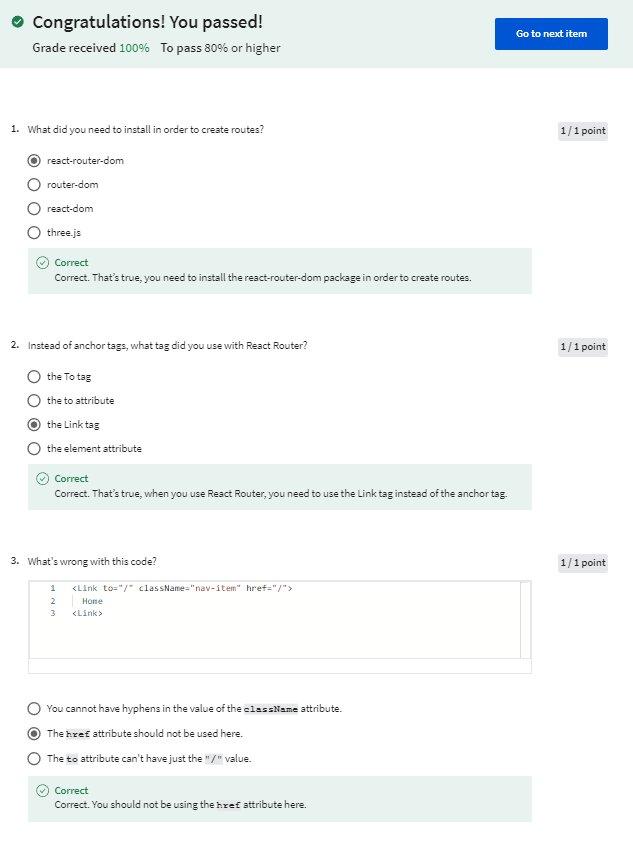 Congratulations! You passed!
Grade received 100% To pass 80% or higher
Go to next item
1. What did you need to install in order to create routes?
1 / 1 point
react-router-dom
router-dom
react-dom
three.js
Correct
Correct. That's true, you need to install the react-router-dom package in order to create routes.
2. Instead of anchor tags, what tag did you use with React Router?
1 / 1 point
the To tag
the to attribute
the Link tag
the element attribute
Correct
Correct. That's true, when you use React Router, you need to use the Link tag instead of the anchor tag.
3. What's wrong with this code?
1 / 1 point
1 <Link to="/" className="nav-item" href="/">
2 Home
3 <Link>
You cannot have hyphens in the value of the className attribute.
The href attribute should not be used here.
The to attribute can't have just the "/" value.
Correct
Correct. You should not be using the href attribute here.